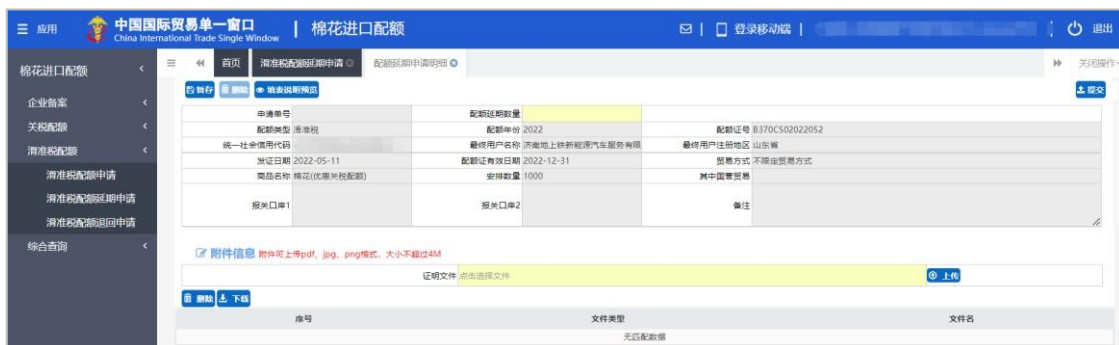 应用 中国国际贸易单一窗口 China International Trade Single Window | 棉花进口配额 | 登录移动端 | 退出
棉花进口配额
企业备案
关税配额
滑准税配额
滑准税配额申请
滑准税配额延期申请
滑准税配额退回申请
综合查询
首页 滑准税配额延期申请 配额延期申请明细 关闭操作
暂存 删除 填表说明预览 提交
申请单号 配额延期数量
配额类型 滑准税 配额年份 2022 配额证号 B370CS02022052
统一社会信用代码 最终用户名称 济南地上铁新能源汽车服务有限 最终用户注册地区 山东省
发证日期 2022-05-11 配额证有效日期 2022-12-31 贸易方式 不限定贸易方式
商品名称 棉花(优惠关税配额) 安排数量 1000 其中国营贸易
报关口岸1 报关口岸2 备注
附件信息 附件可上传pdf、jpg、png格式，大小不超过4M
证明文件 点击选择文件 上传
删除 下载
序号 文件类型 文件名
无匹配数据